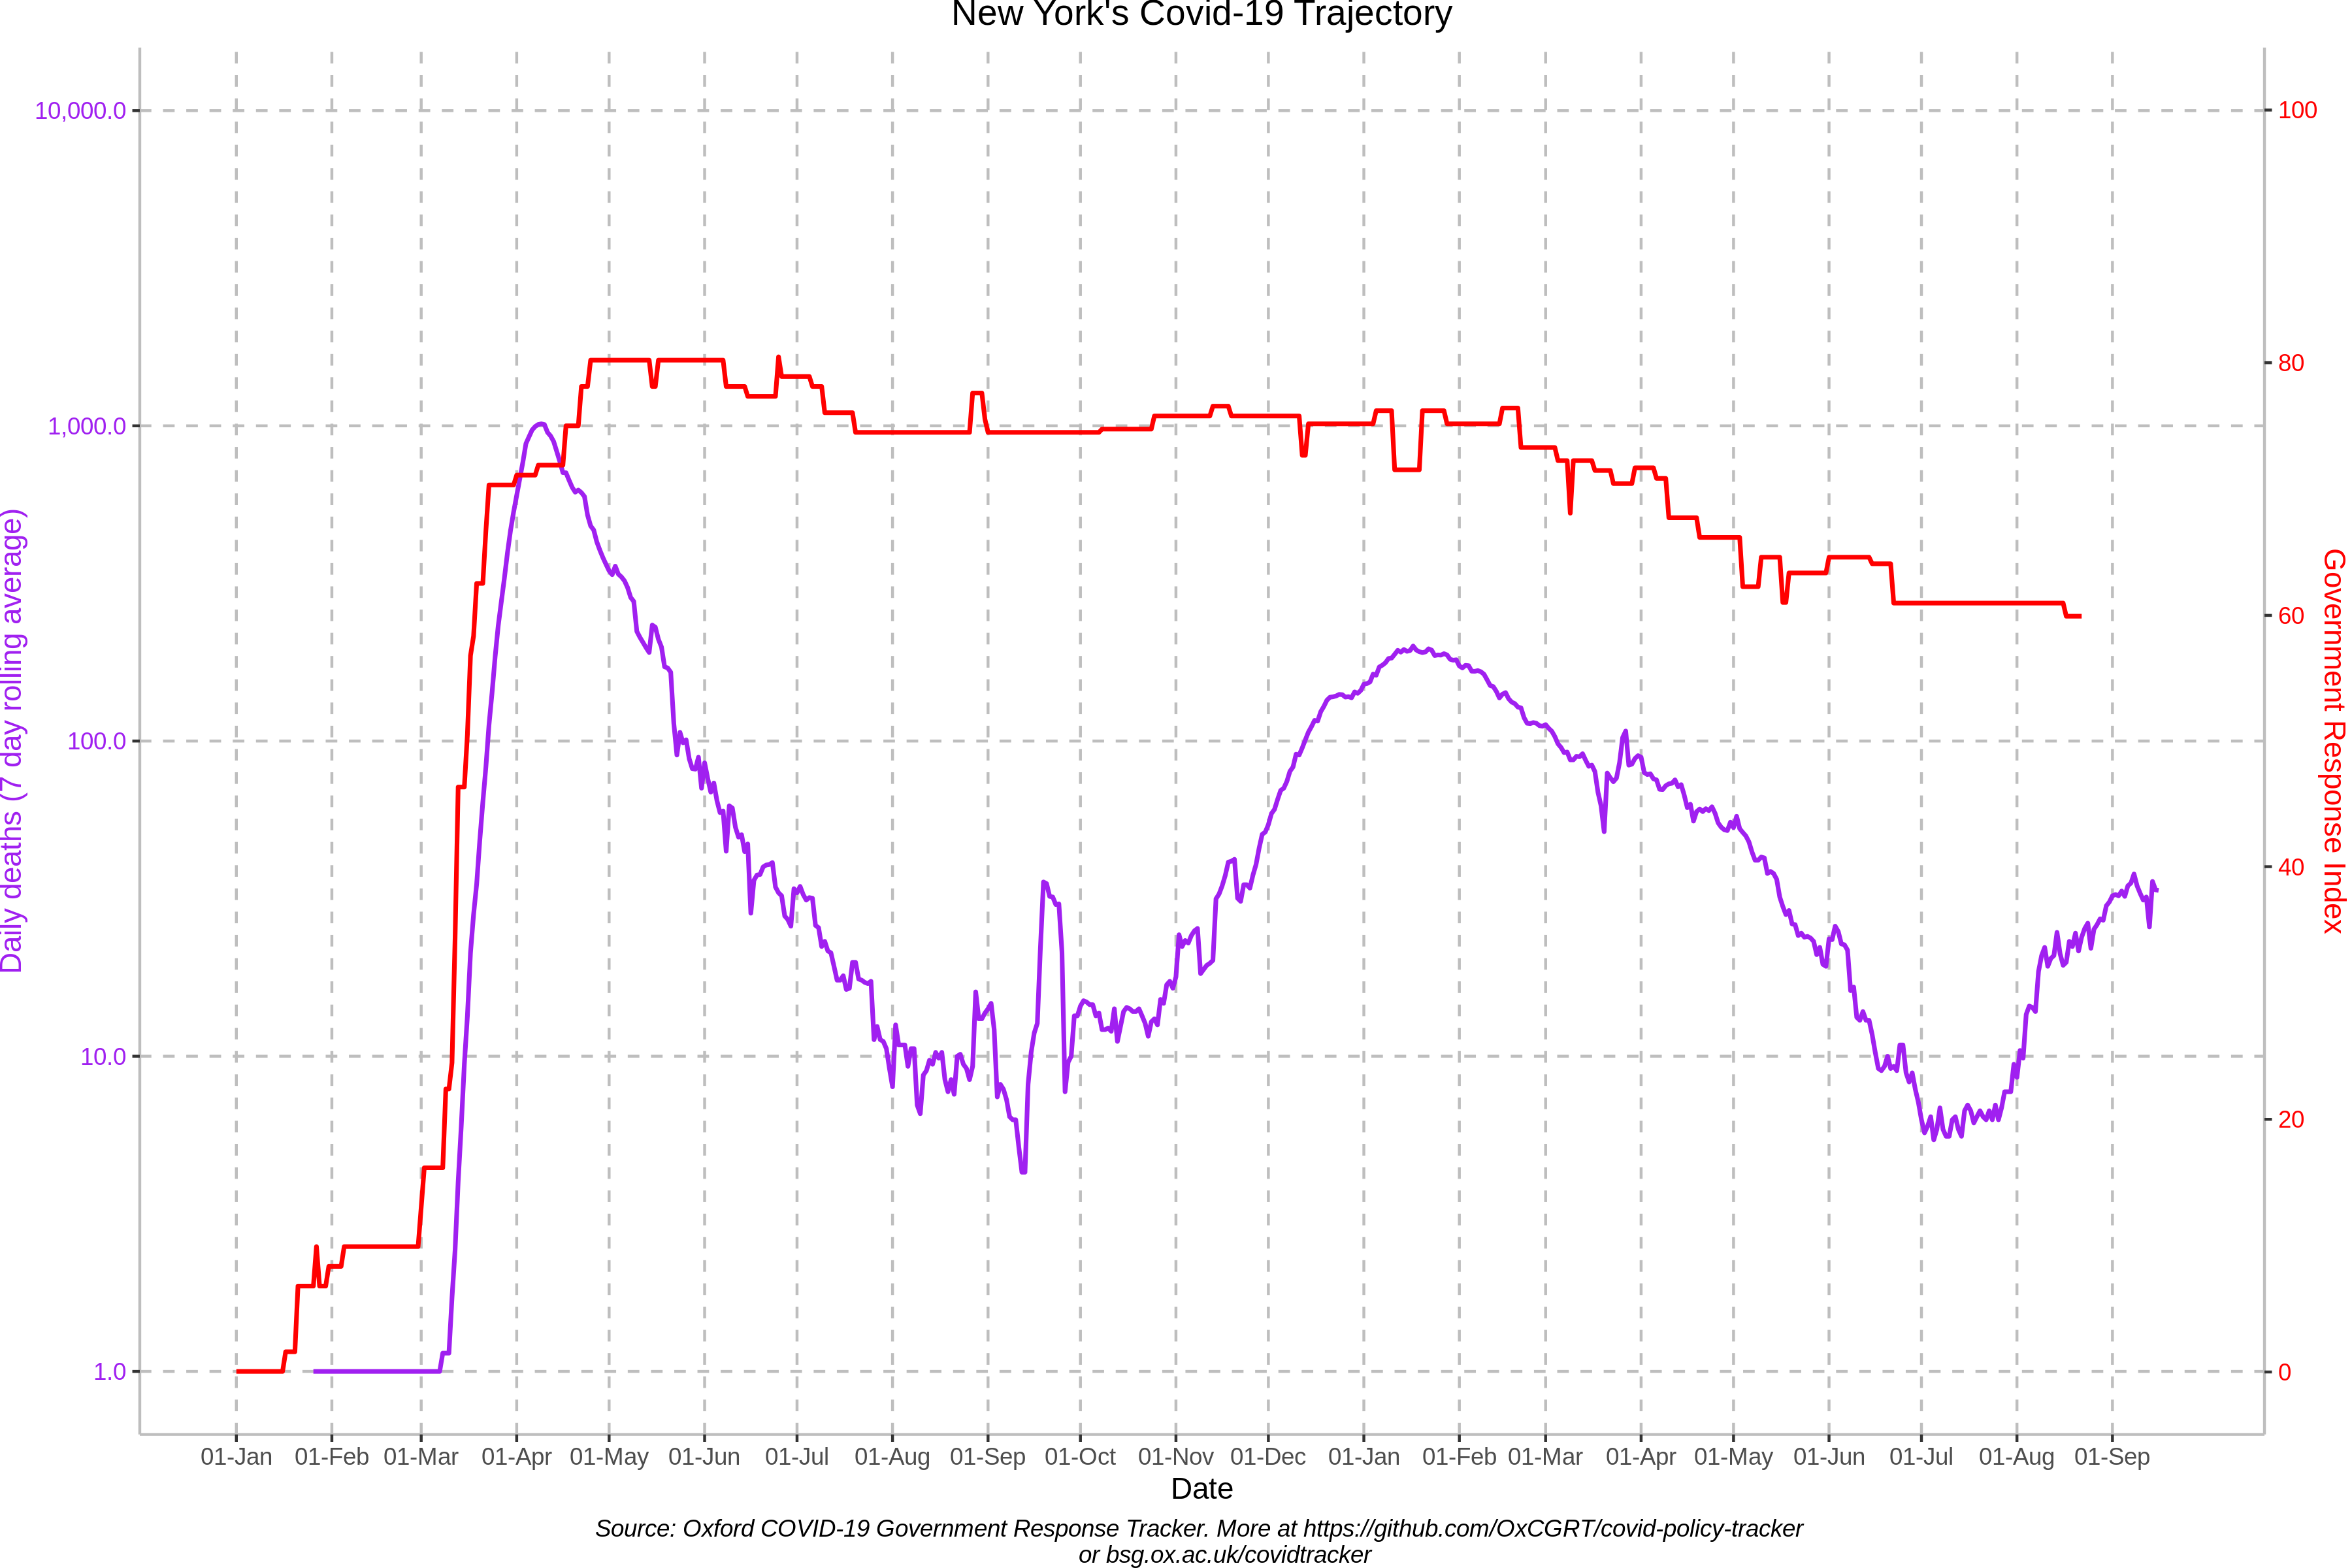 New York's Covid-19 Trajectory
10,000.0
1,000.0
100.0
10.0
1.0
Daily deaths (7 day rolling average)
100
80
60
40
20
0
Government Response Index
01-Jan 01-Feb 01-Mar 01-Apr 01-May 01-Jun 01-Jul 01-Aug 01-Sep 01-Oct 01-Nov 01-Dec 01-Jan 01-Feb 01-Mar 01-Apr 01-May 01-Jun 01-Jul 01-Aug 01-Sep
Date
Source: Oxford COVID-19 Government Response Tracker. More at https://github.com/OxCGRT/covid-policy-tracker
or bsg.ox.ac.uk/covidtracker